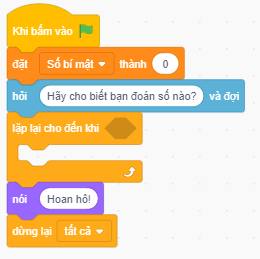 Khi bấm vào
đặt Số bí mật thành 0
hỏi Hãy cho biết bạn đoán số nào? và đợi
lặp lại cho đến khi
nói Hoan hô!
dừng lại tất cả